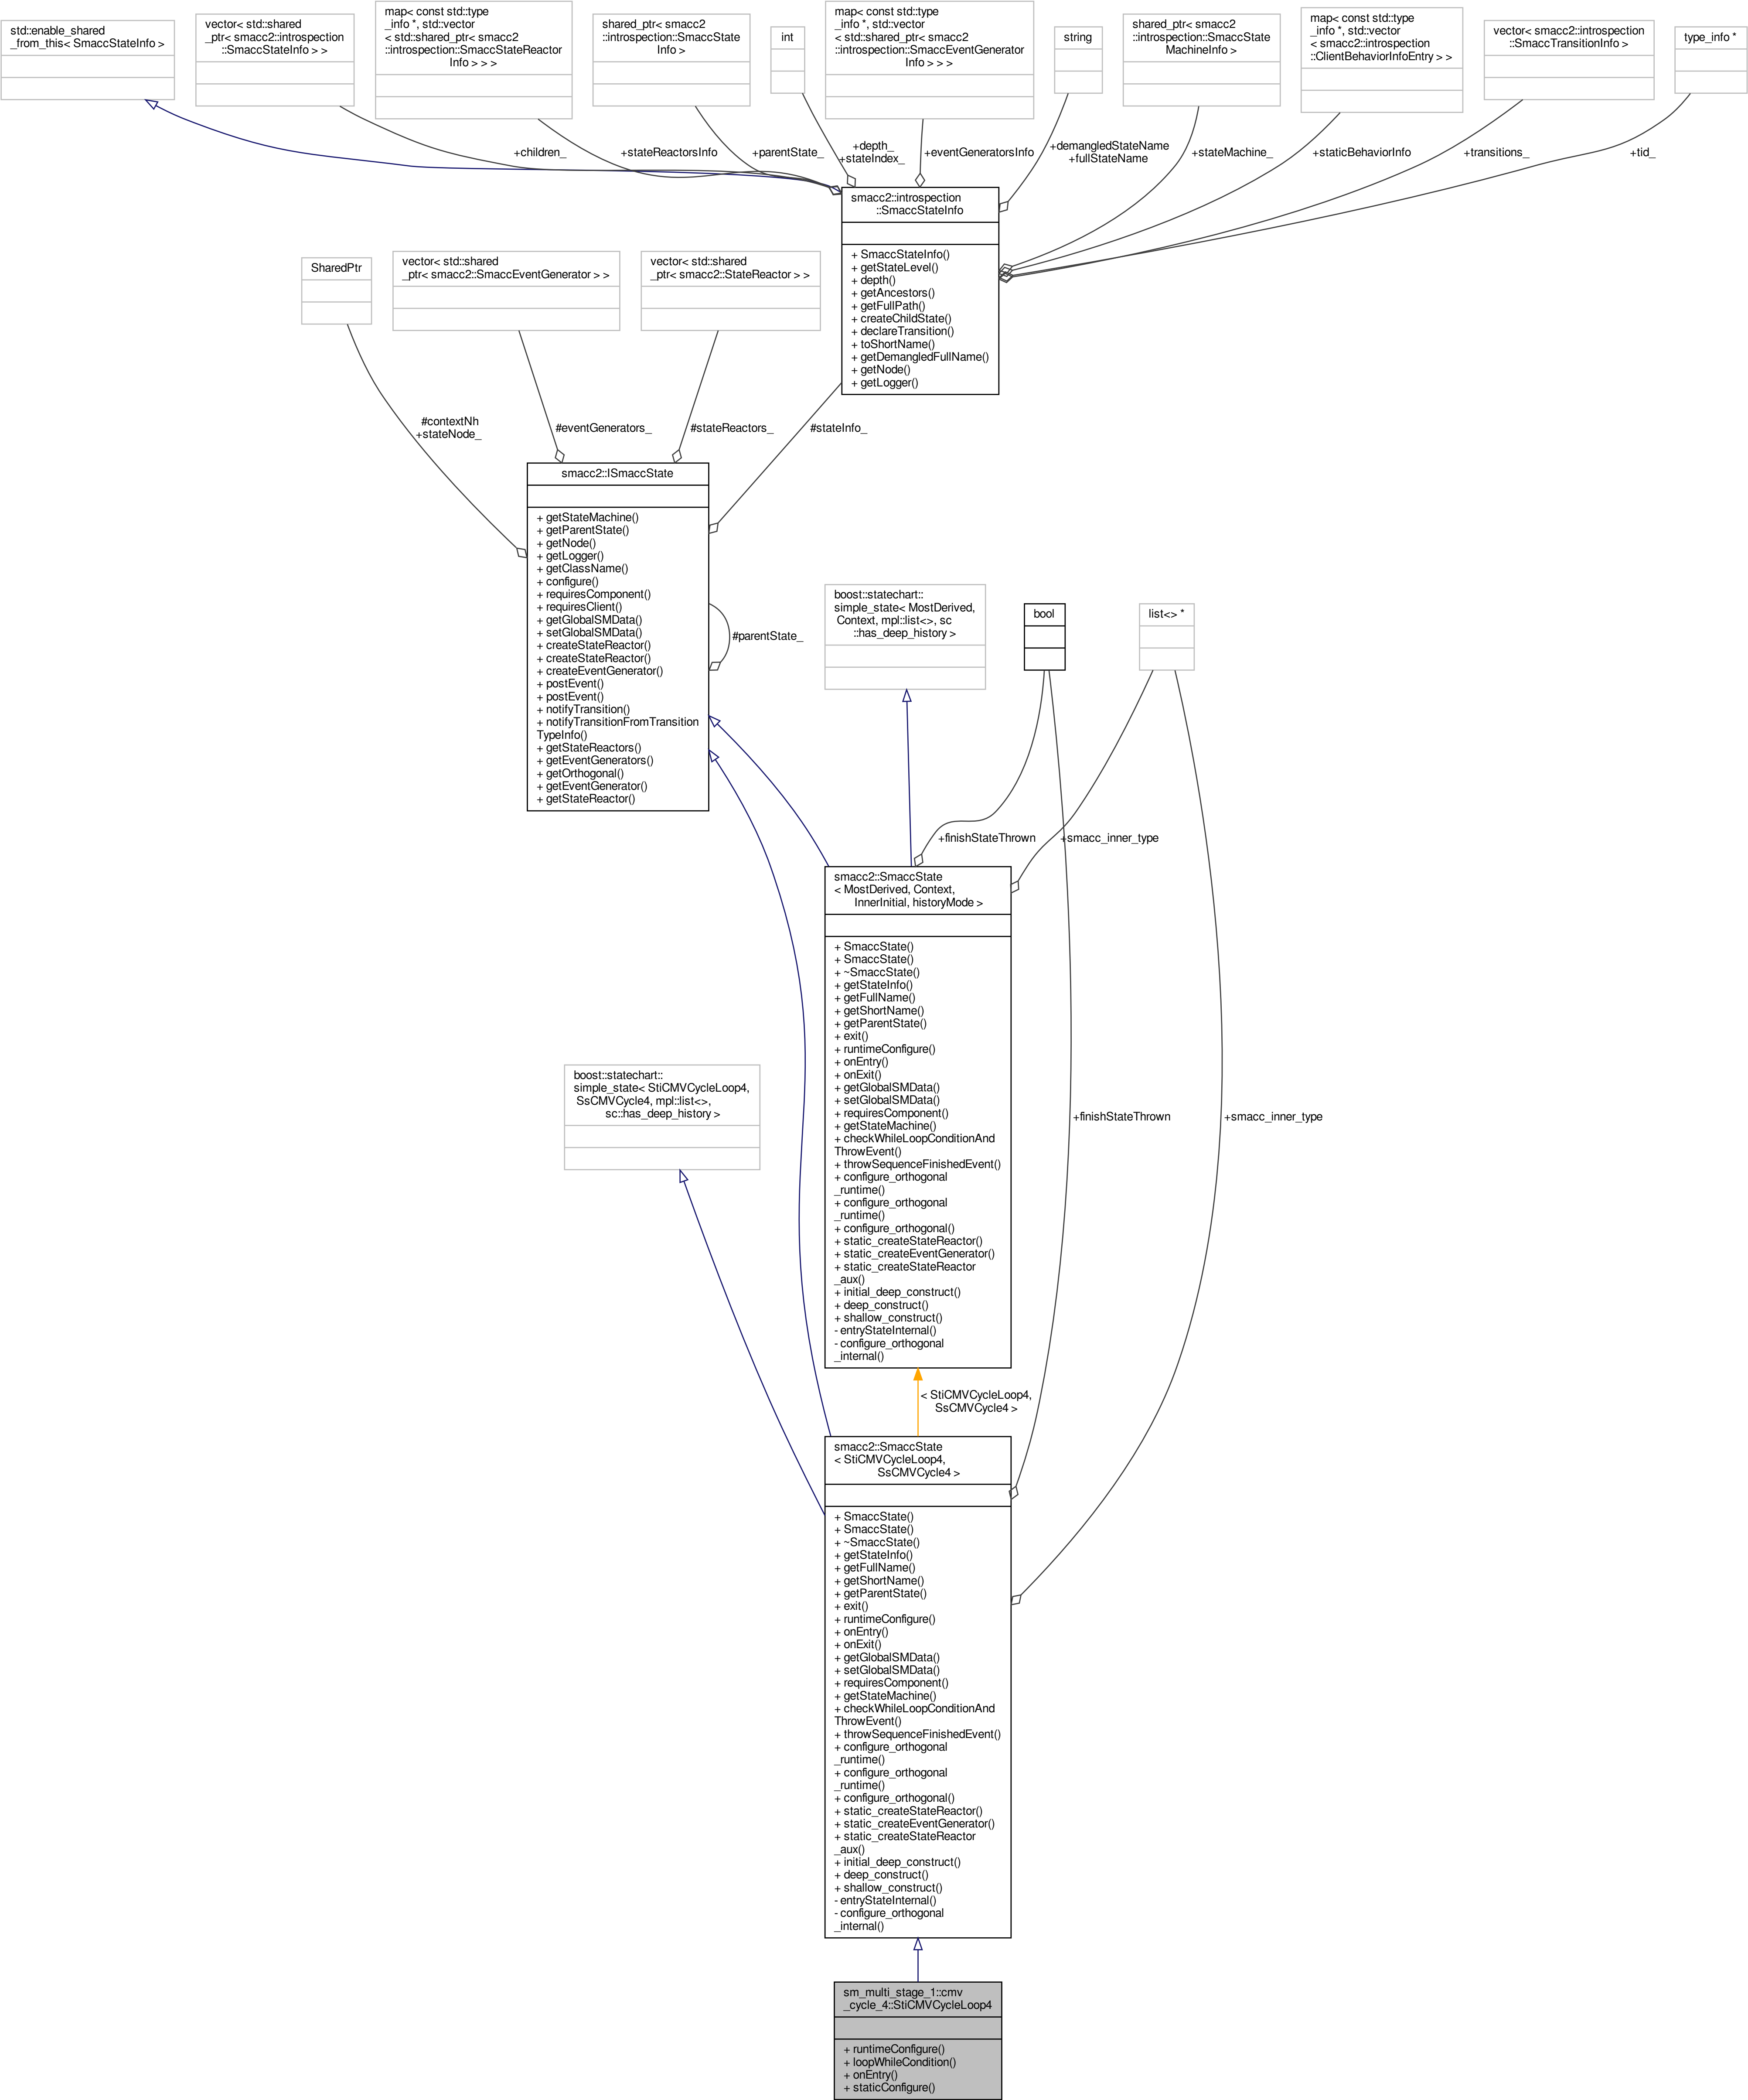 std::enable_shared
_from_this< SmaccStateInfo >
vector< std::shared
_ptr< smacc2::introspection
::SmaccStateInfo > >
map< const std::type
_info *, std::vector
< std::shared_ptr< smacc2
::introspection::SmaccStateReactor
Info > > >
shared_ptr< smacc2
::introspection::SmaccState
Info >
int
map< const std::type
_info *, std::vector
< std::shared_ptr< smacc2
::introspection::SmaccEventGenerator
Info > > >
string
shared_ptr< smacc2
::introspection::SmaccState
MachineInfo >
map< const std::type
_info *, std::vector
< smacc2::introspection
::ClientBehaviorInfoEntry > >
vector< smacc2::introspection
::SmaccTransitionInfo >
type_info *
+children_
+stateReactorsInfo
+parentState_
+depth_
+stateIndex_
+eventGeneratorsInfo
+demangledStateName
+fullStateName
+stateMachine_
+staticBehaviorInfo
+transitions_
+tid_
smacc2::introspection
::SmaccStateInfo
+ SmaccStateInfo()
+ getStateLevel()
+ depth()
+ getAncestors()
+ getFullPath()
+ createChildState()
+ declareTransition()
+ toShortName()
+ getDemangledFullName()
+ getNode()
+ getLogger()
SharedPtr
vector< std::shared
_ptr< smacc2::SmaccEventGenerator > >
vector< std::shared
_ptr< smacc2::StateReactor > >
#contextNh
+stateNode_
#eventGenerators_
#stateReactors_
#stateInfo_
smacc2::ISmaccState
+ getStateMachine()
+ getParentState()
+ getNode()
+ getLogger()
+ getClassName()
+ configure()
+ requiresComponent()
+ requiresClient()
+ getGlobalSMData()
+ setGlobalSMData()
+ createStateReactor()
+ createStateReactor()
+ createEventGenerator()
+ postEvent()
+ postEvent()
+ notifyTransition()
+ notifyTransitionFromTransition
TypeInfo()
+ getStateReactors()
+ getEventGenerators()
+ getOrthogonal()
+ getEventGenerator()
+ getStateReactor()
#parentState_
boost::statechart::
simple_state< MostDerived,
Context, mpl::list<>, sc
::has_deep_history >
bool
list<> *
+finishStateThrown
+smacc_inner_type
smacc2::SmaccState
< MostDerived, Context,
InnerInitial, historyMode >
+ SmaccState()
+ SmaccState()
+ ~SmaccState()
+ getStateInfo()
+ getFullName()
+ getShortName()
+ getParentState()
+ exit()
+ runtimeConfigure()
+ onEntry()
+ onExit()
+ getGlobalSMData()
+ setGlobalSMData()
+ requiresComponent()
+ getStateMachine()
+ checkWhileLoopConditionAnd
ThrowEvent()
+ throwSequenceFinishedEvent()
+ configure_orthogonal
_runtime()
+ configure_orthogonal
_runtime()
+ configure_orthogonal()
+ static_createStateReactor()
+ static_createEventGenerator()
+ static_createStateReactor
_aux()
+ initial_deep_construct()
+ deep_construct()
+ shallow_construct()
- entryStateInternal()
- configure_orthogonal
_internal()
boost::statechart::
simple_state< StiCMVCycleLoop4,
SsCMVCycle4, mpl::list<>,
sc::has_deep_history >
+finishStateThrown
+smacc_inner_type
< StiCMVCycleLoop4,
SsCMVCycle4 >
smacc2::SmaccState
< StiCMVCycleLoop4,
SsCMVCycle4 >
+ SmaccState()
+ SmaccState()
+ ~SmaccState()
+ getStateInfo()
+ getFullName()
+ getShortName()
+ getParentState()
+ exit()
+ runtimeConfigure()
+ onEntry()
+ onExit()
+ getGlobalSMData()
+ setGlobalSMData()
+ requiresComponent()
+ getStateMachine()
+ checkWhileLoopConditionAnd
ThrowEvent()
+ throwSequenceFinishedEvent()
+ configure_orthogonal
_runtime()
+ configure_orthogonal
_runtime()
+ configure_orthogonal()
+ static_createStateReactor()
+ static_createEventGenerator()
+ static_createStateReactor
_aux()
+ initial_deep_construct()
+ deep_construct()
+ shallow_construct()
- entryStateInternal()
- configure_orthogonal
_internal()
sm_multi_stage_1::cmv
_cycle_4::StiCMVCycleLoop4
+ runtimeConfigure()
+ loopWhileCondition()
+ onEntry()
+ staticConfigure()